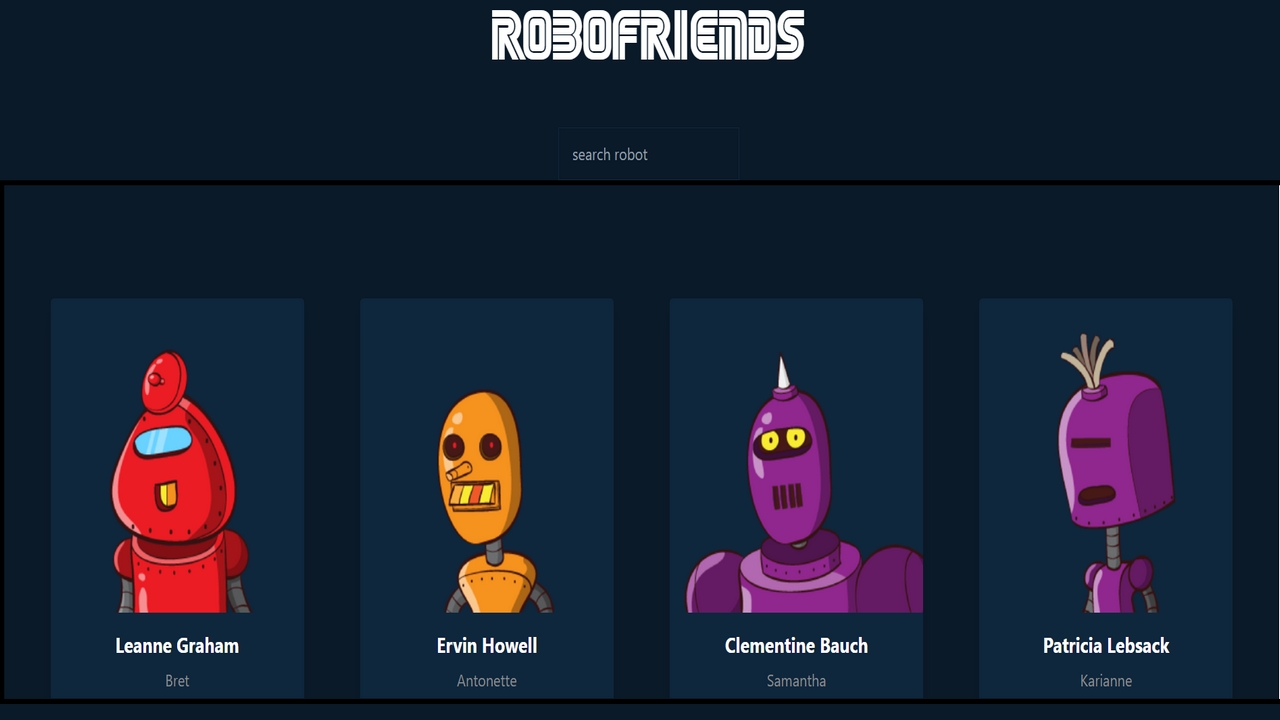 ROBOFRIENDS
search robot
Leanne Graham
Bret
Ervin Howell
Antonette
Clementine Bauch
Samantha
Patricia Lebsack
Karianne